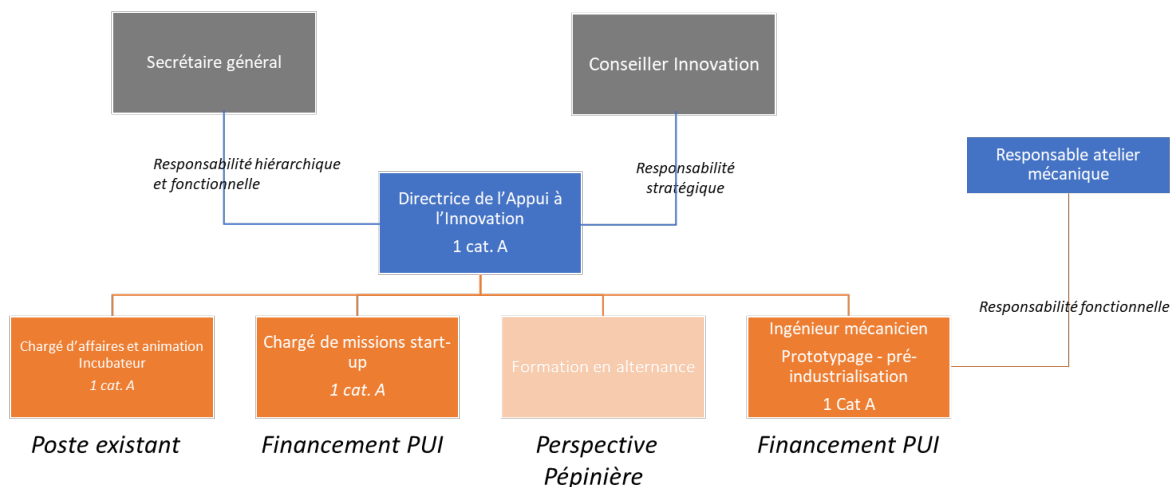 Secrétaire général
Conseiller Innovation
Responsabilité hiérarchique
et fonctionnelle
Responsabilité
stratégique
Responsable atelier
mécanique
Directrice de l'Appui à
l'Innovation
1 cat. A
Responsabilité fonctionnelle
Chargé d'affaires et animation
Incubateur
1 cat. A
Chargé de missions start-
up
1 cat. A
Formation en alternance
Ingénieur mécanicien
Prototypage - pré-
industrialisation
1 Cat A
Poste existant
Financement PUI
Perspective
Pépinière
Financement PUI